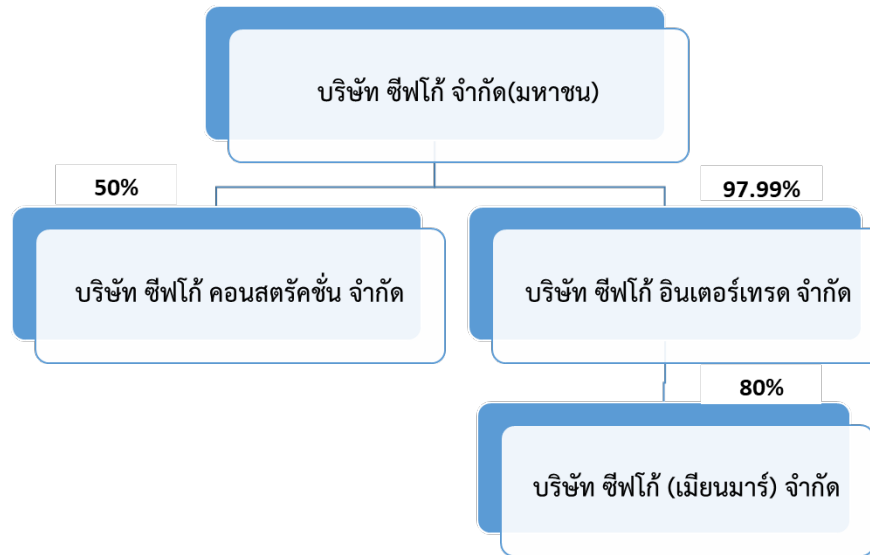 บริษัท ซีฟโก้ จำกัด(มหาชน)
50%
97.99%
บริษัท ซีฟโก้ คอนสตรัคชั่น จำกัด
บริษัท ซีฟโก้ อินเตอร์เทรด จำกัด
80%
บริษัท ซีฟโก้ (เมียนมาร์) จำกัด